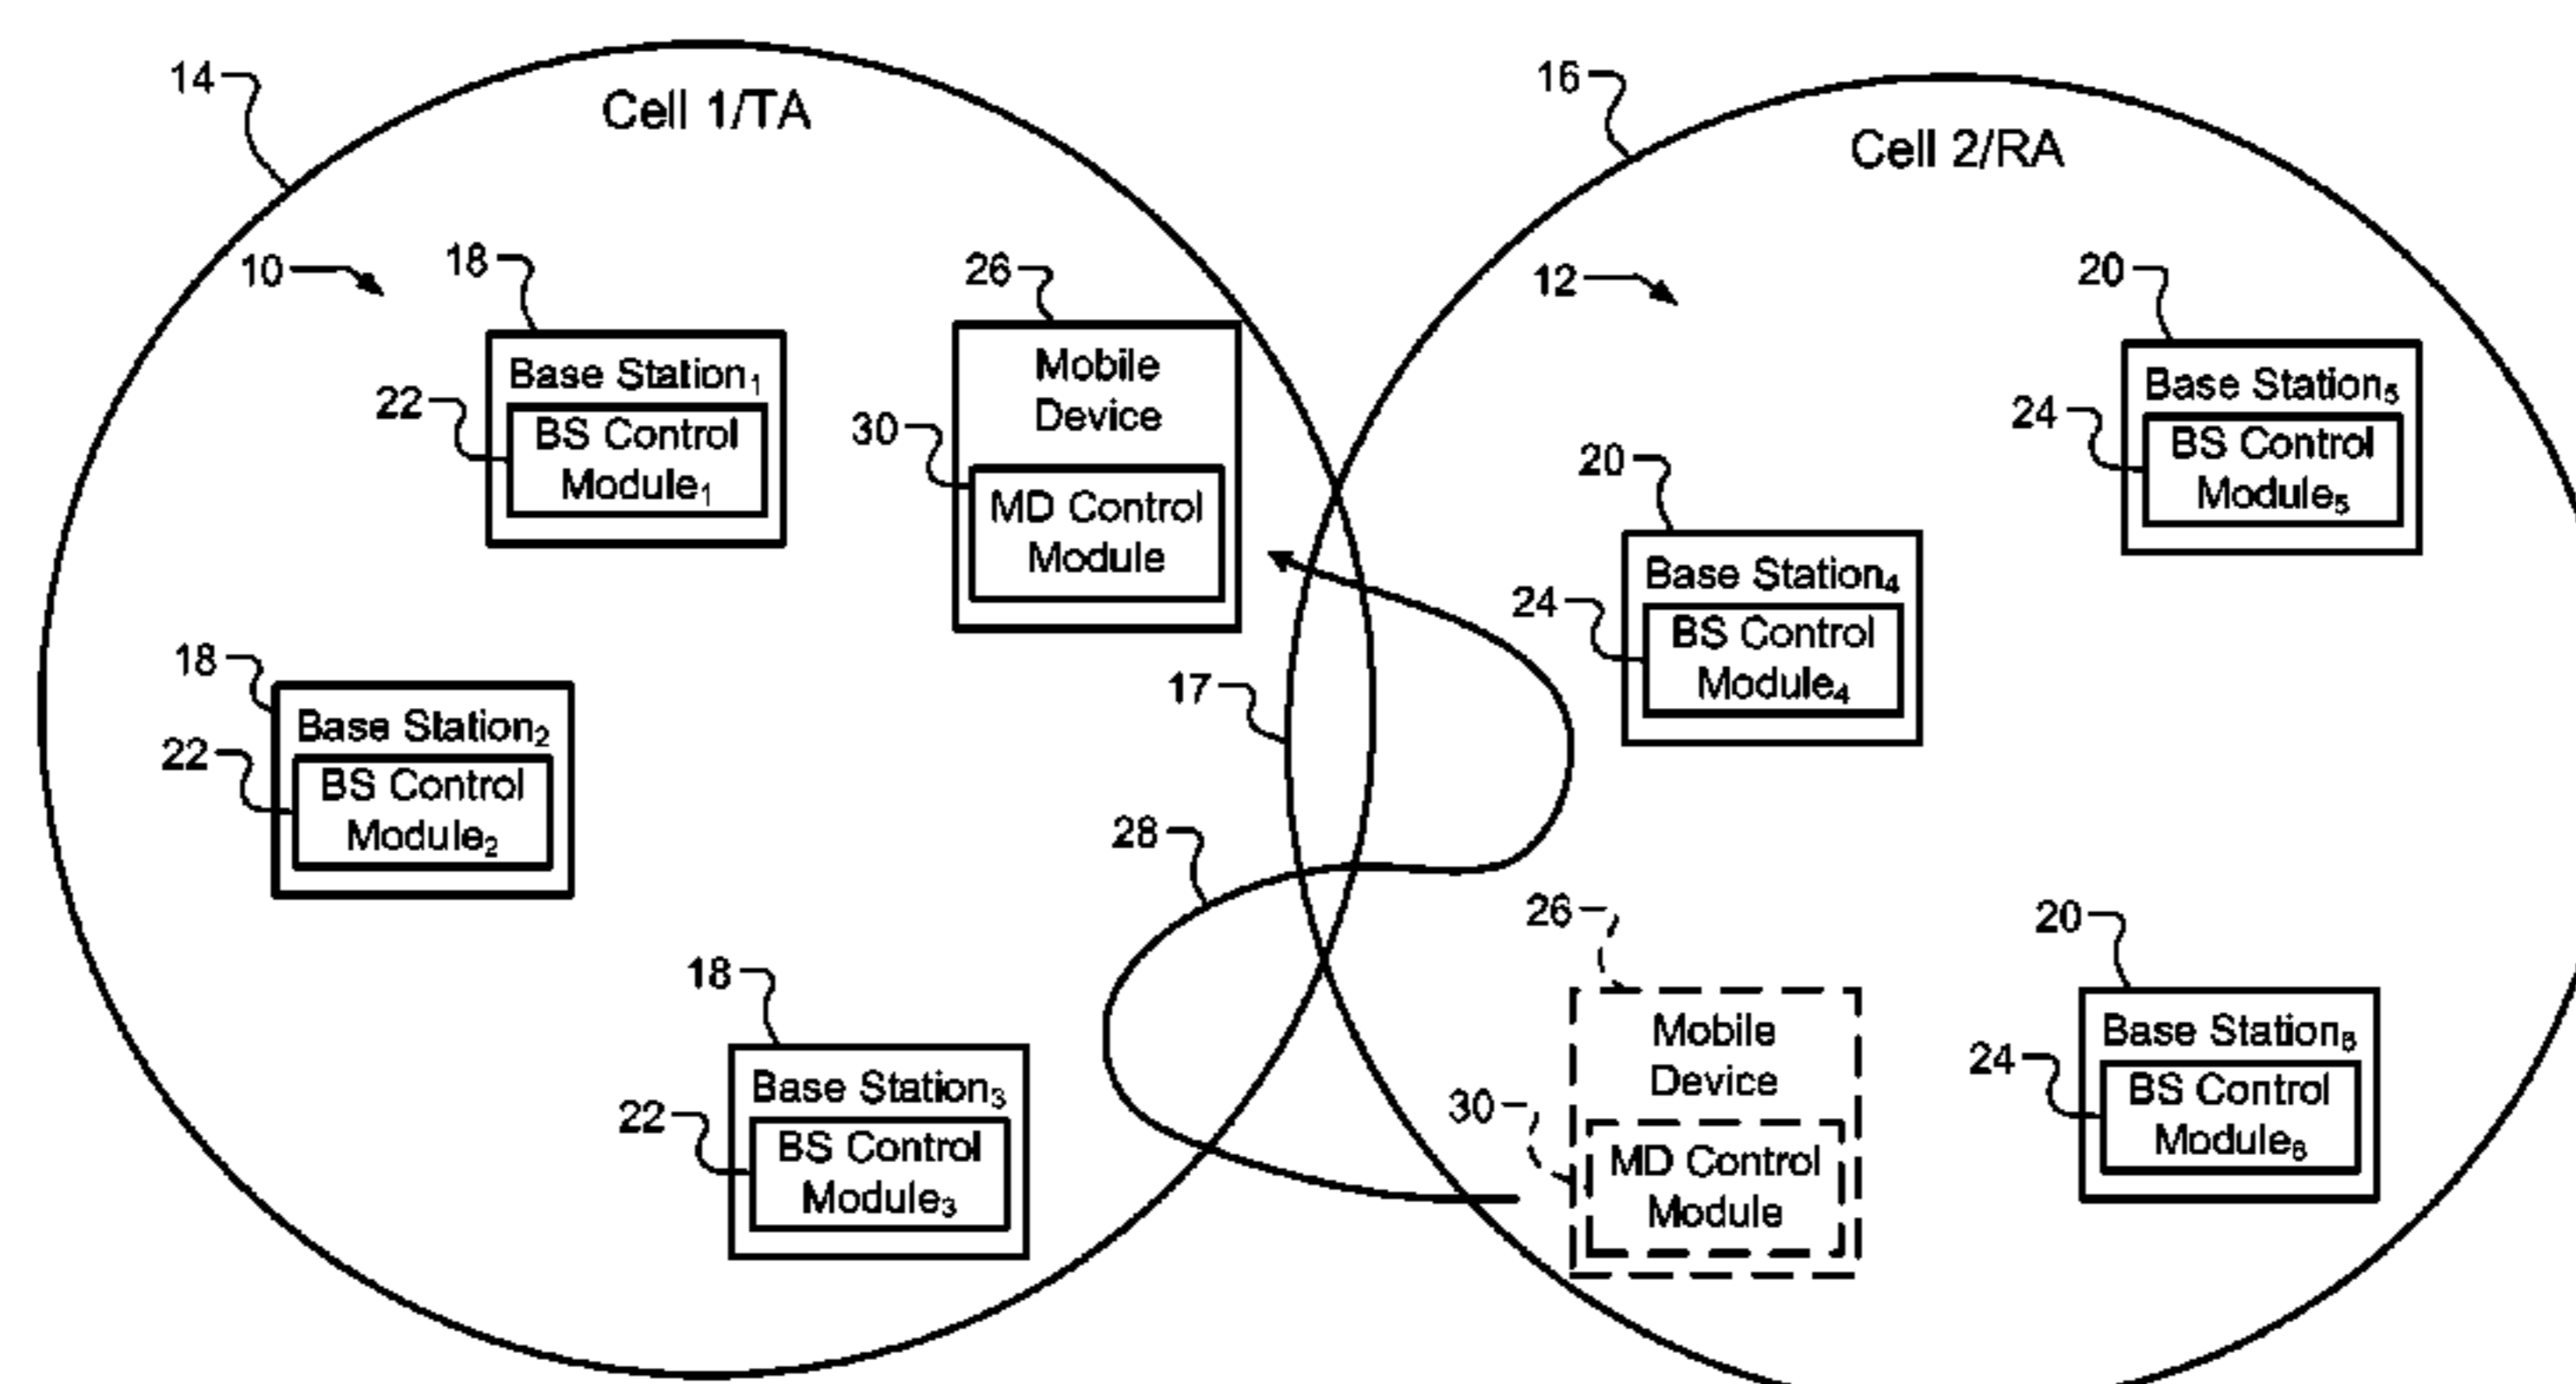 14
Cell 1/TA
10
18
Base Station₁
22
BS Control
Module₁
26
Mobile
Device
30
MD Control
Module
18
Base Station₂
22
BS Control
Module₂
17
28
18
Base Station₃
22
BS Control
Module₃
16
Cell 2/RA
12
20
Base Station₅
24
BS Control
Module₅
20
Base Station₄
24
BS Control
Module₄
26
Mobile
Device
30
MD Control
Module
20
Base Station₆
24
BS Control
Module₆